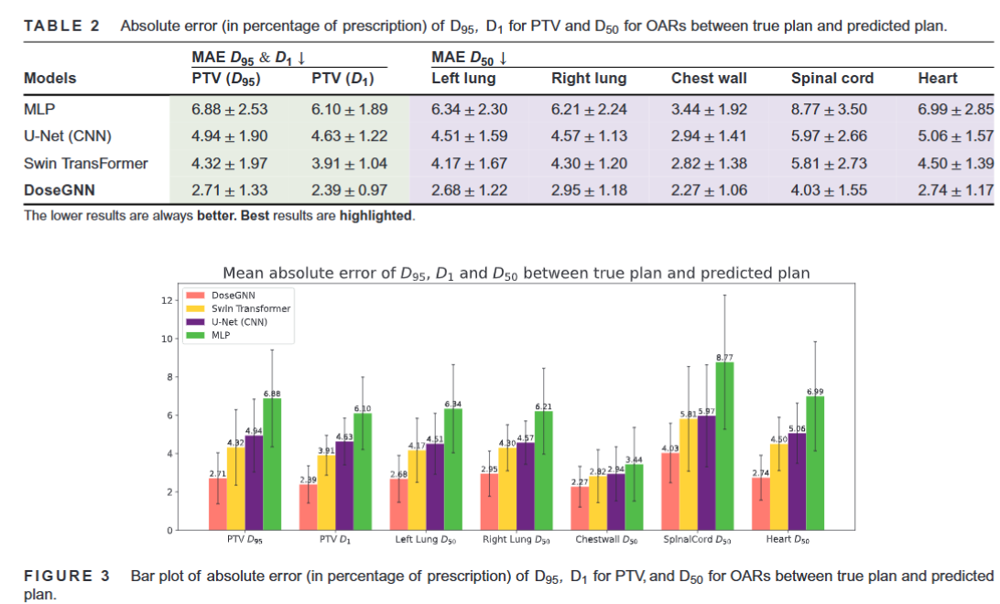 TABLE 2 Absolute error (in percentage of prescription) of D95, D1 for PTV and D50 for OARs between true plan and predicted plan.
MAE D95 & D1 ↓ MAE D50 ↓
Models PTV (D95) PTV (D1) Left lung Right lung Chest wall Spinal cord Heart
MLP 6.88 ± 2.53 6.10 ± 1.89 6.34 ± 2.30 6.21 ± 2.24 3.44 ± 1.92 8.77 ± 3.50 6.99 ± 2.85
U-Net (CNN) 4.94 ± 1.90 4.63 ± 1.22 4.51 ± 1.59 4.57 ± 1.13 2.94 ± 1.41 5.97 ± 2.66 5.06 ± 1.57
Swin TransFormer 4.32 ± 1.97 3.91 ± 1.04 4.17 ± 1.67 4.30 ± 1.20 2.82 ± 1.38 5.81 ± 2.73 4.50 ± 1.39
DoseGNN 2.71 ± 1.33 2.39 ± 0.97 2.68 ± 1.22 2.95 ± 1.18 2.27 ± 1.06 4.03 ± 1.55 2.74 ± 1.17
The lower results are always better. Best results are highlighted.
Mean absolute error of D95, D1 and D50 between true plan and predicted plan
DoseGNN
Swin Transformer
U-Net (CNN)
MLP
12
10
8
6
4
2
0
2.71 4.32 4.94 6.88
2.39 3.91 4.63 6.10
2.68 4.17 4.51 6.34
2.95 4.30 4.57 6.21
2.27 2.82 2.94 3.44
4.03 5.81 5.97 8.77
2.74 4.50 5.06 6.99
PTV D95 PTV D1 Left Lung D50 Right Lung D50 Chestwall D50 SpinalCord D50 Heart D50
FIGURE 3 Bar plot of absolute error (in percentage of prescription) of D95, D1 for PTV, and D50 for OARs between true plan and predicted
plan.